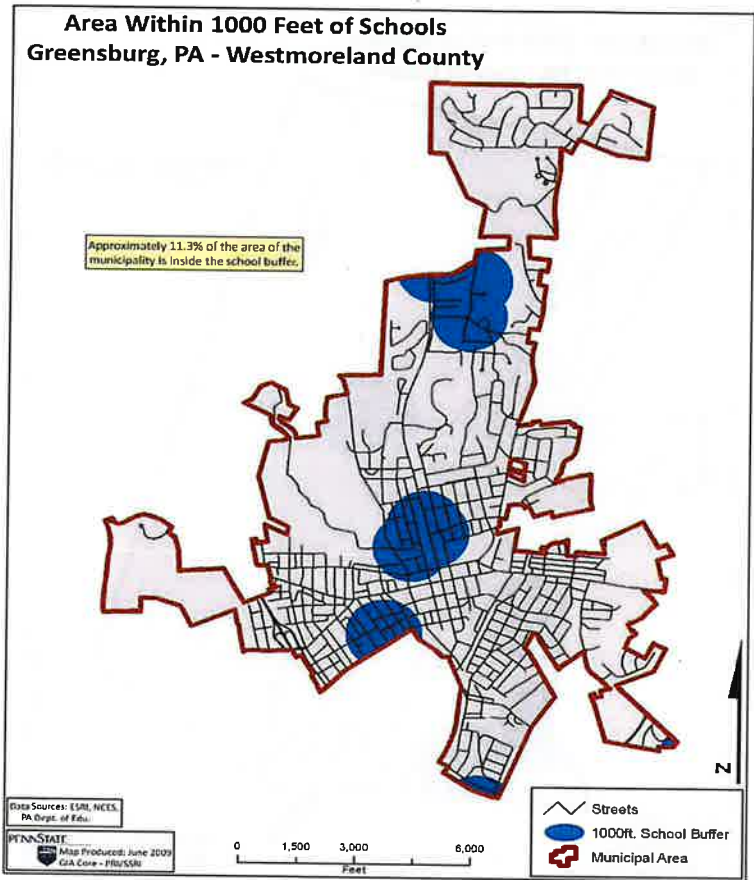 Area Within 1000 Feet of Schools
Greensburg, PA - Westmoreland County
Approximately 11.3% of the area of the
municipality is inside the school buffer.
N
Data Sources: ESRI, NCES,
PA Dept. of Edu.
PENNSTATE
Map Produced: June 2009
GIA Core - PRI/SSRI
0 1,500 3,000 6,000
Feet
Streets
1000ft. School Buffer
Municipal Area